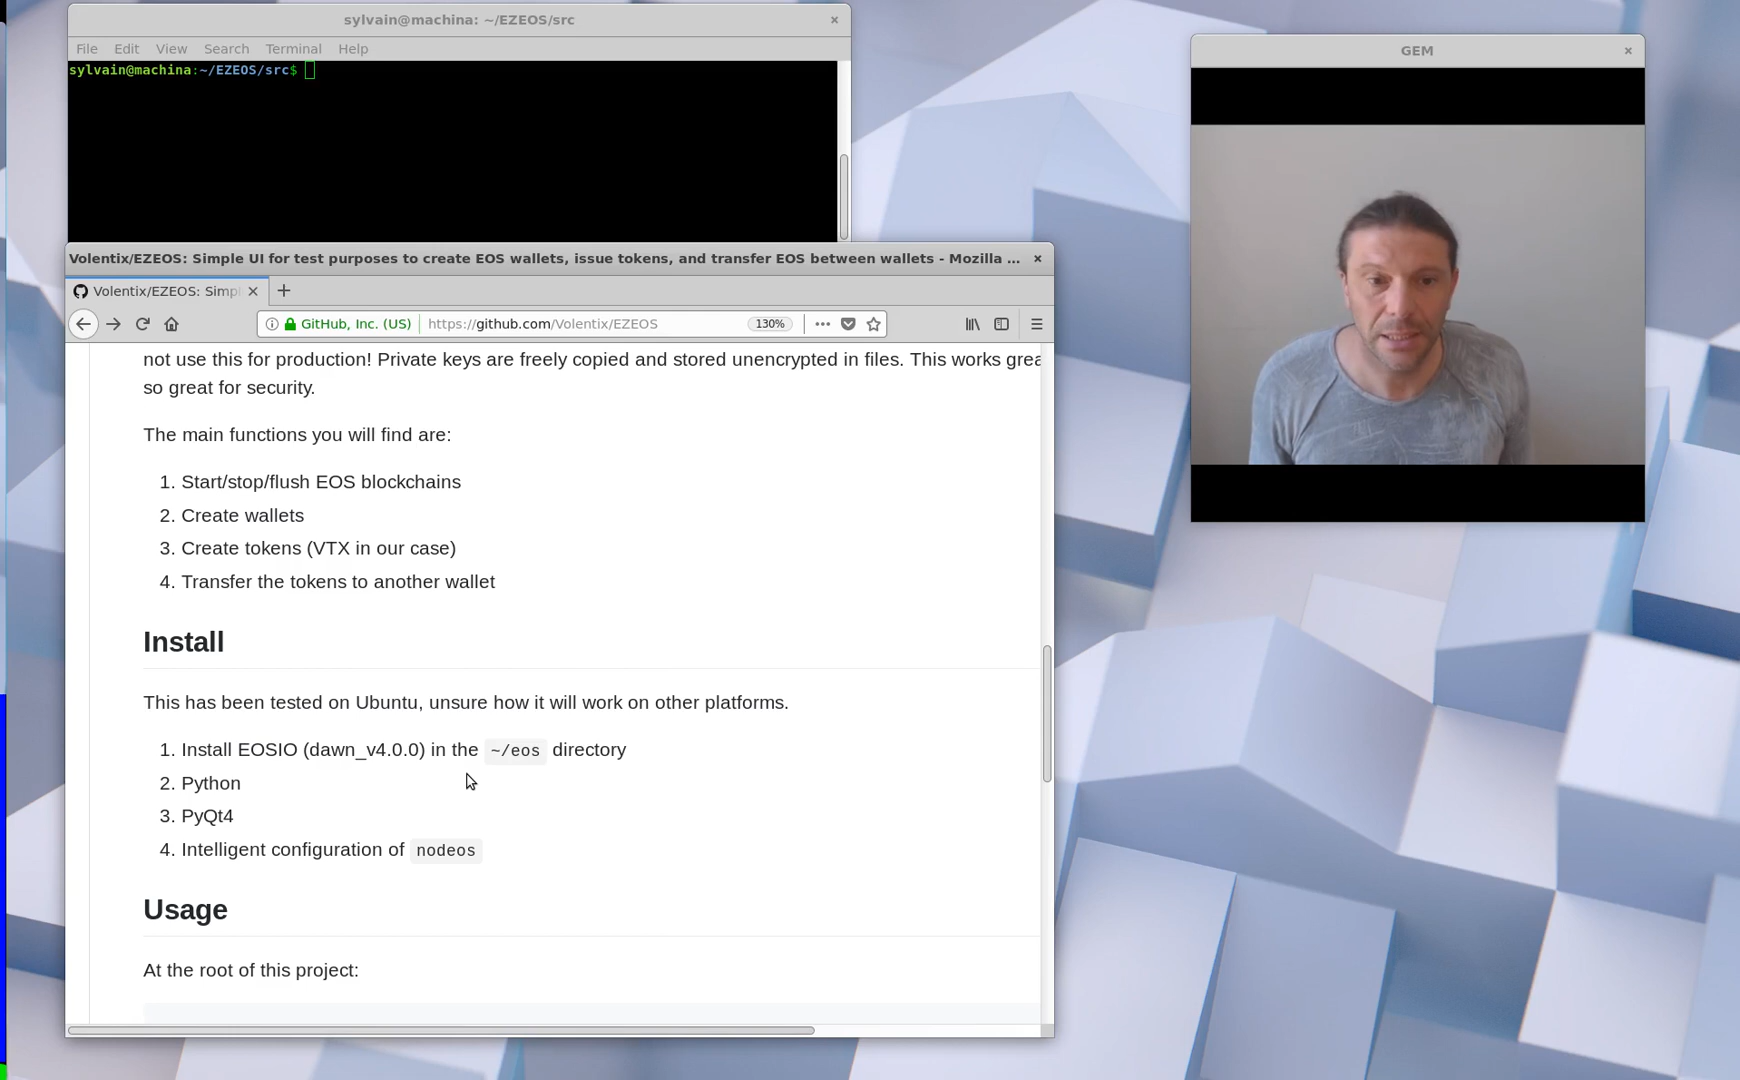 sylvain@machina: ~/EZEOS/src
File Edit View Search Terminal Help
sylvain@machina:~/EZEOS/src$
GEM
Volentix/EZEOS: Simple UI for test purposes to create EOS wallets, issue tokens, and transfer EOS between wallets - Mozilla ...
Volentix/EZEOS: Simpl
GitHub, Inc. (US) https://github.com/Volentix/EZEOS 130%
not use this for production! Private keys are freely copied and stored unencrypted in files. This works grea
so great for security.
The main functions you will find are:
1. Start/stop/flush EOS blockchains
2. Create wallets
3. Create tokens (VTX in our case)
4. Transfer the tokens to another wallet
Install
This has been tested on Ubuntu, unsure how it will work on other platforms.
1. Install EOSIO (dawn_v4.0.0) in the ~/eos directory
2. Python
3. PyQt4
4. Intelligent configuration of nodeos
Usage
At the root of this project: